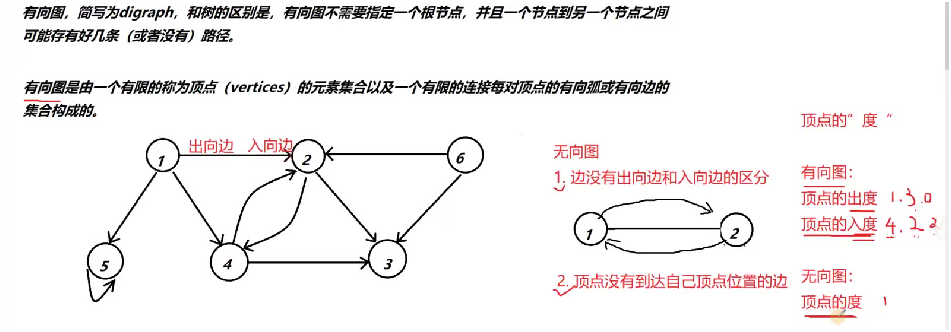 有向图，简写为digraph，和树的区别是，有向图不需要指定一个根节点，并且一个节点到另一个节点之间
可能存有好几条（或者没有）路径。
有向图是由一个有限的称为顶点（vertices）的元素集合以及一个有限的连接每对顶点的有向弧或有向边的
集合构成的。
1
出向边 入向边
2
6
5
4
3
无向图
1. 边没有出向边和入向边的区分
1
2
2. 顶点没有到达自己顶点位置的边
顶点的"度"
有向图：
顶点的出度 1.3.0
顶点的入度 4.2.2
无向图：
顶点的度 1